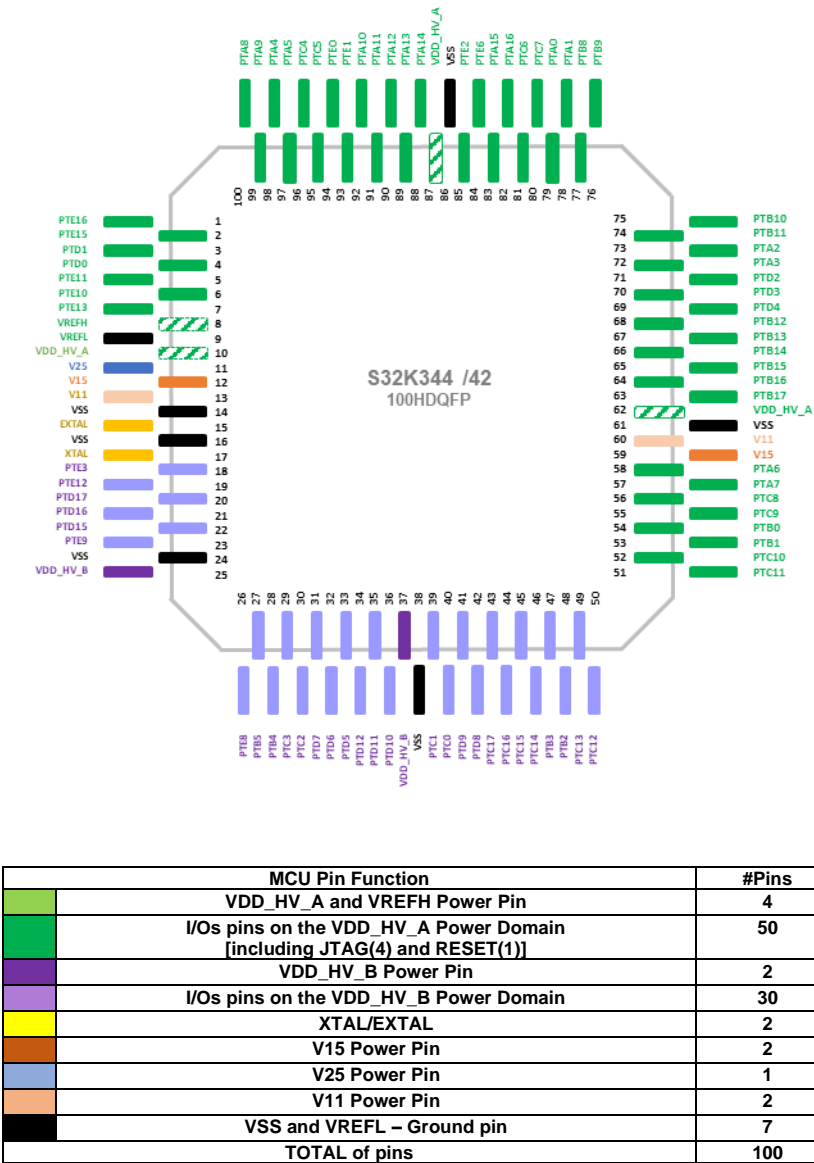 PTA8 PTA9 PTA4 PTC4 PTC5 PTE0 PTE1 PTA10 PTA11 PTA12 PTA13 PTA14 VDD_HV_A VSS PTE2 PTE6 PTA15 PTA16 PTC6 PTC7 PTA0 PTA1 PTB8 PTB9
100 99 98 97 96 95 94 93 92 91 90 89 88 87 86 85 84 83 82 81 80 79 78 77 76
PTE16 1 75 PTB10
PTE15 2 74 PTB11
PTD1 3 73 PTA2
PTD0 4 72 PTA3
PTE11 5 71 PTD2
PTE10 6 70 PTD3
PTE13 7 69 PTD4
VREFH 8 68 PTB12
VREFL 9 67 PTB13
VDD_HV_A 10 66 PTB14
V25 11 65 PTB15
V15 12 64 PTB16
V11 13 63 PTB17
VSS 14 62 VDD_HV_A
EXTAL 15 61 VSS
VSS 16 60 V11
XTAL 17 59 V15
PTE3 18 58 PTA6
PTE12 19 57 PTA7
PTD17 20 56 PTC8
PTD16 21 55 PTC9
PTD15 22 54 PTB0
PTE9 23 53 PTB1
VSS 24 52 PTC10
VDD_HV_B 25 51 PTC11
S32K344 /42
100HDQFP
26 27 28 29 30 31 32 33 34 35 36 37 38 39 40 41 42 43 44 45 46 47 48 49 50
PTE8 PTB5 PTB4 PTC3 PTC2 PTD7 PTD6 PTD5 PTD12 PTD11 PTD10 VDD_HV_B VSS PTC1 PTC0 PTD9 PTD8 PTC17 PTC16 PTC15 PTC14 PTB3 PTB2 PTC13 PTC12
MCU Pin Function #Pins
VDD_HV_A and VREFH Power Pin 4
I/Os pins on the VDD_HV_A Power Domain 50
[including JTAG(4) and RESET(1)]
VDD_HV_B Power Pin 2
I/Os pins on the VDD_HV_B Power Domain 30
XTAL/EXTAL 2
V15 Power Pin 2
V25 Power Pin 1
V11 Power Pin 2
VSS and VREFL – Ground pin 7
TOTAL of pins 100